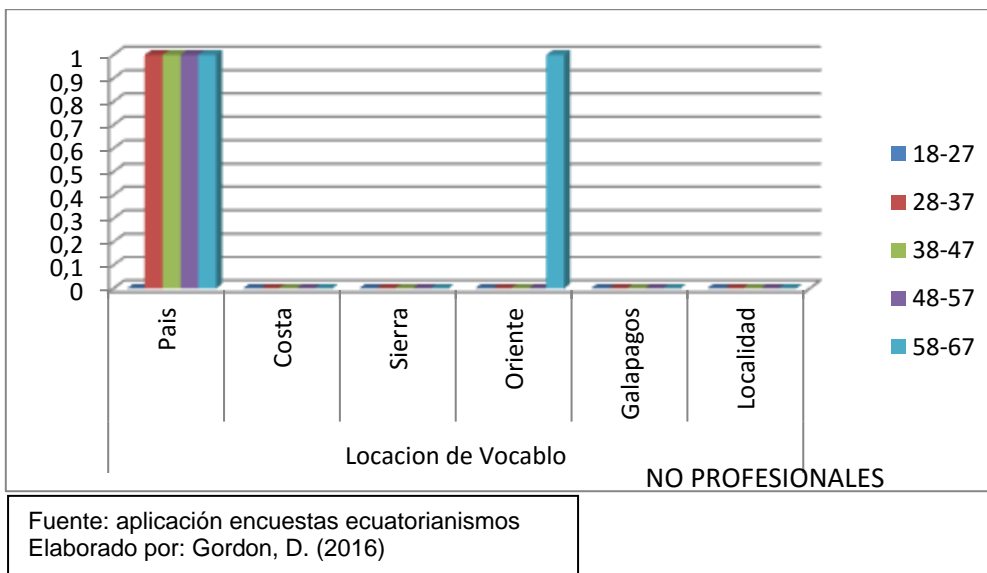 1
0,9
0,8
0,7
0,6
0,5
0,4
0,3
0,2
0,1
0
Pais
Costa
Sierra
Oriente
Galapagos
Localidad
Locacion de Vocablo
NO PROFESIONALES
18-27
28-37
38-47
48-57
58-67
Fuente: aplicación encuestas ecuatorianismos
Elaborado por: Gordon, D. (2016)